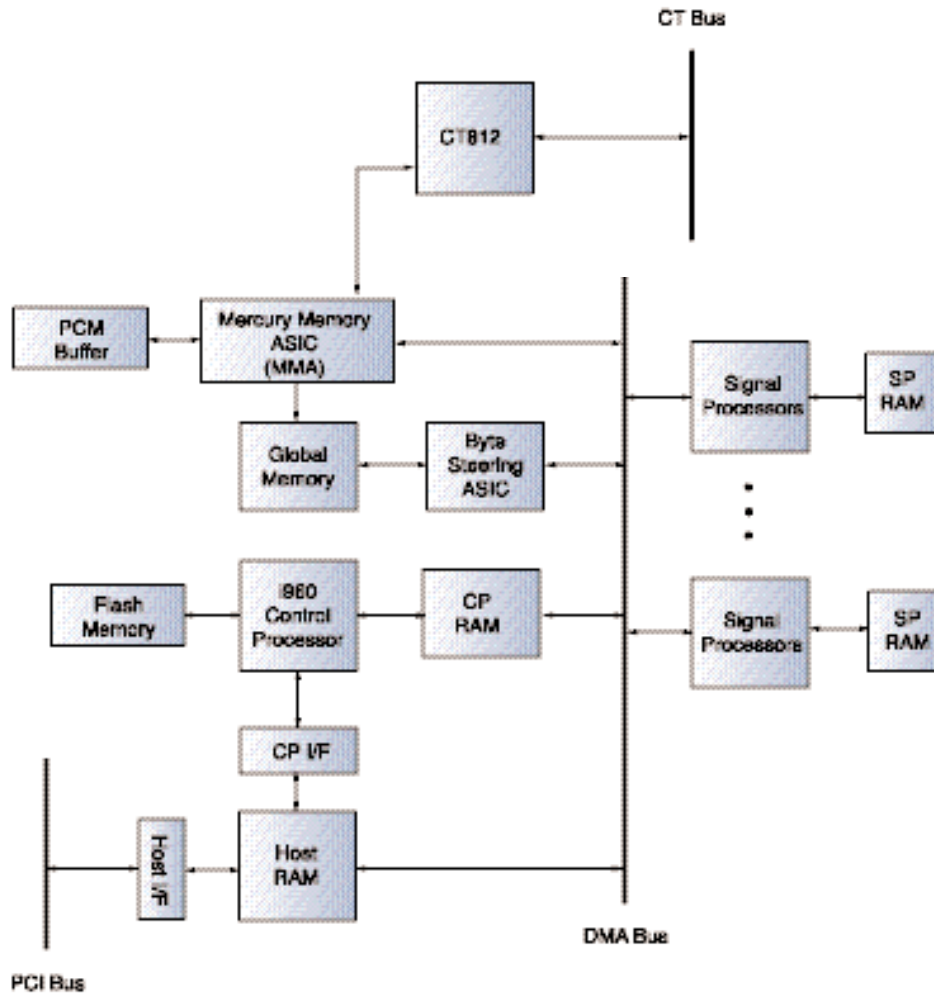 CT Bus
CT812
PCM
Buffer
Mercury Memory
ASIC
(MMA)
Signal
Processors
SP
RAM
Global
Memory
Byte
Steering
ASIC
Flash
Memory
i960
Control
Processor
CP
RAM
Signal
Processors
SP
RAM
CP I/F
Host I/F
Host
RAM
DMA Bus
PCI Bus